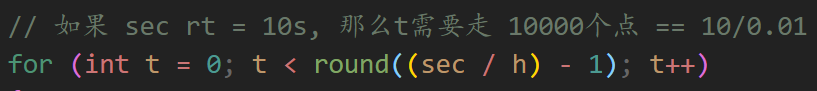 // 如果 sec rt = 10s, 那么t需要走 10000个点 == 10/0.01
for (int t = 0; t < round((sec / h) - 1); t++)